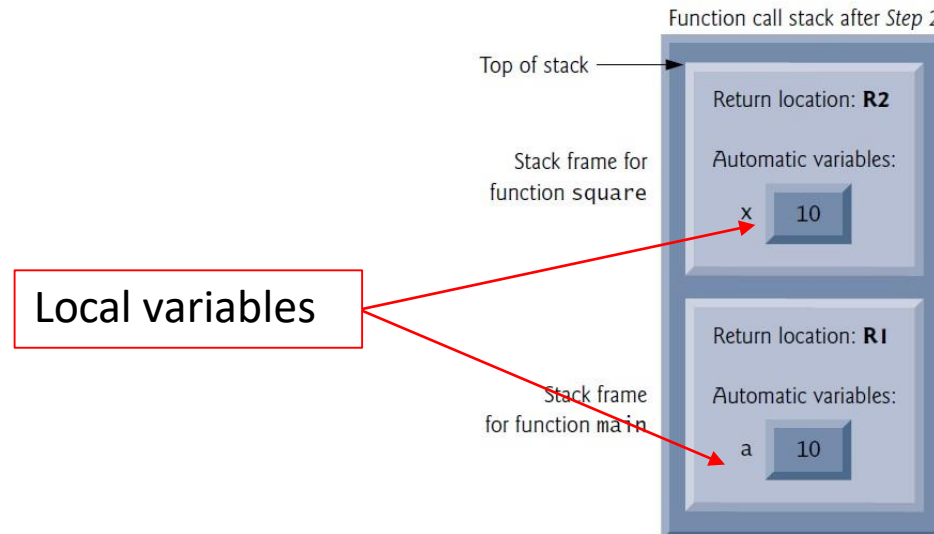 Function call stack after Step 2
Top of stack
Return location: R2
Automatic variables:
x 10
Stack frame for
function square
Local variables
Return location: R1
Automatic variables:
a 10
Stack frame
for function main